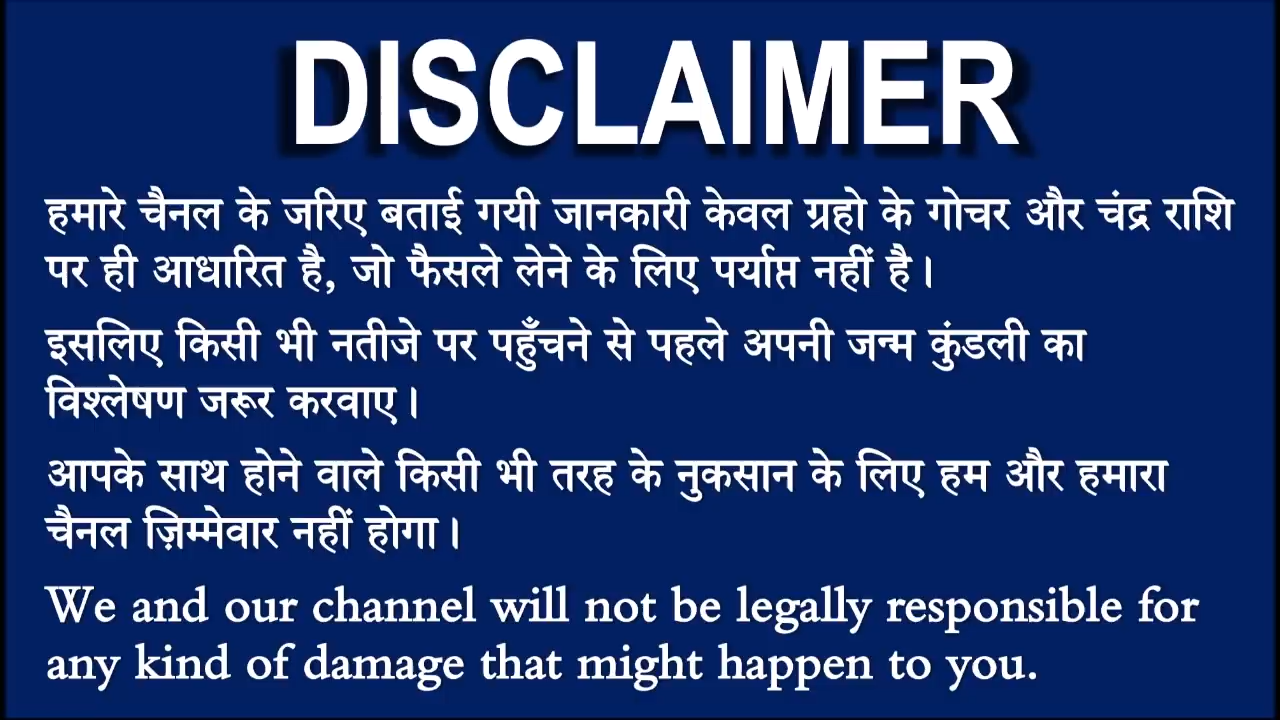 DISCLAIMER
हमारे चैनल के जरिए बताई गयी जानकारी केवल ग्रहो के गोचर और चंद्र राशि
पर ही आधारित है, जो फैसले लेने के लिए पर्याप्त नहीं है।
इसलिए किसी भी नतीजे पर पहुँचने से पहले अपनी जन्म कुंडली का
विश्लेषण जरूर करवाए।
आपके साथ होने वाले किसी भी तरह के नुकसान के लिए हम और हमारा
चैनल ज़िम्मेवार नहीं होगा।
We and our channel will not be legally responsible for
any kind of damage that might happen to you.